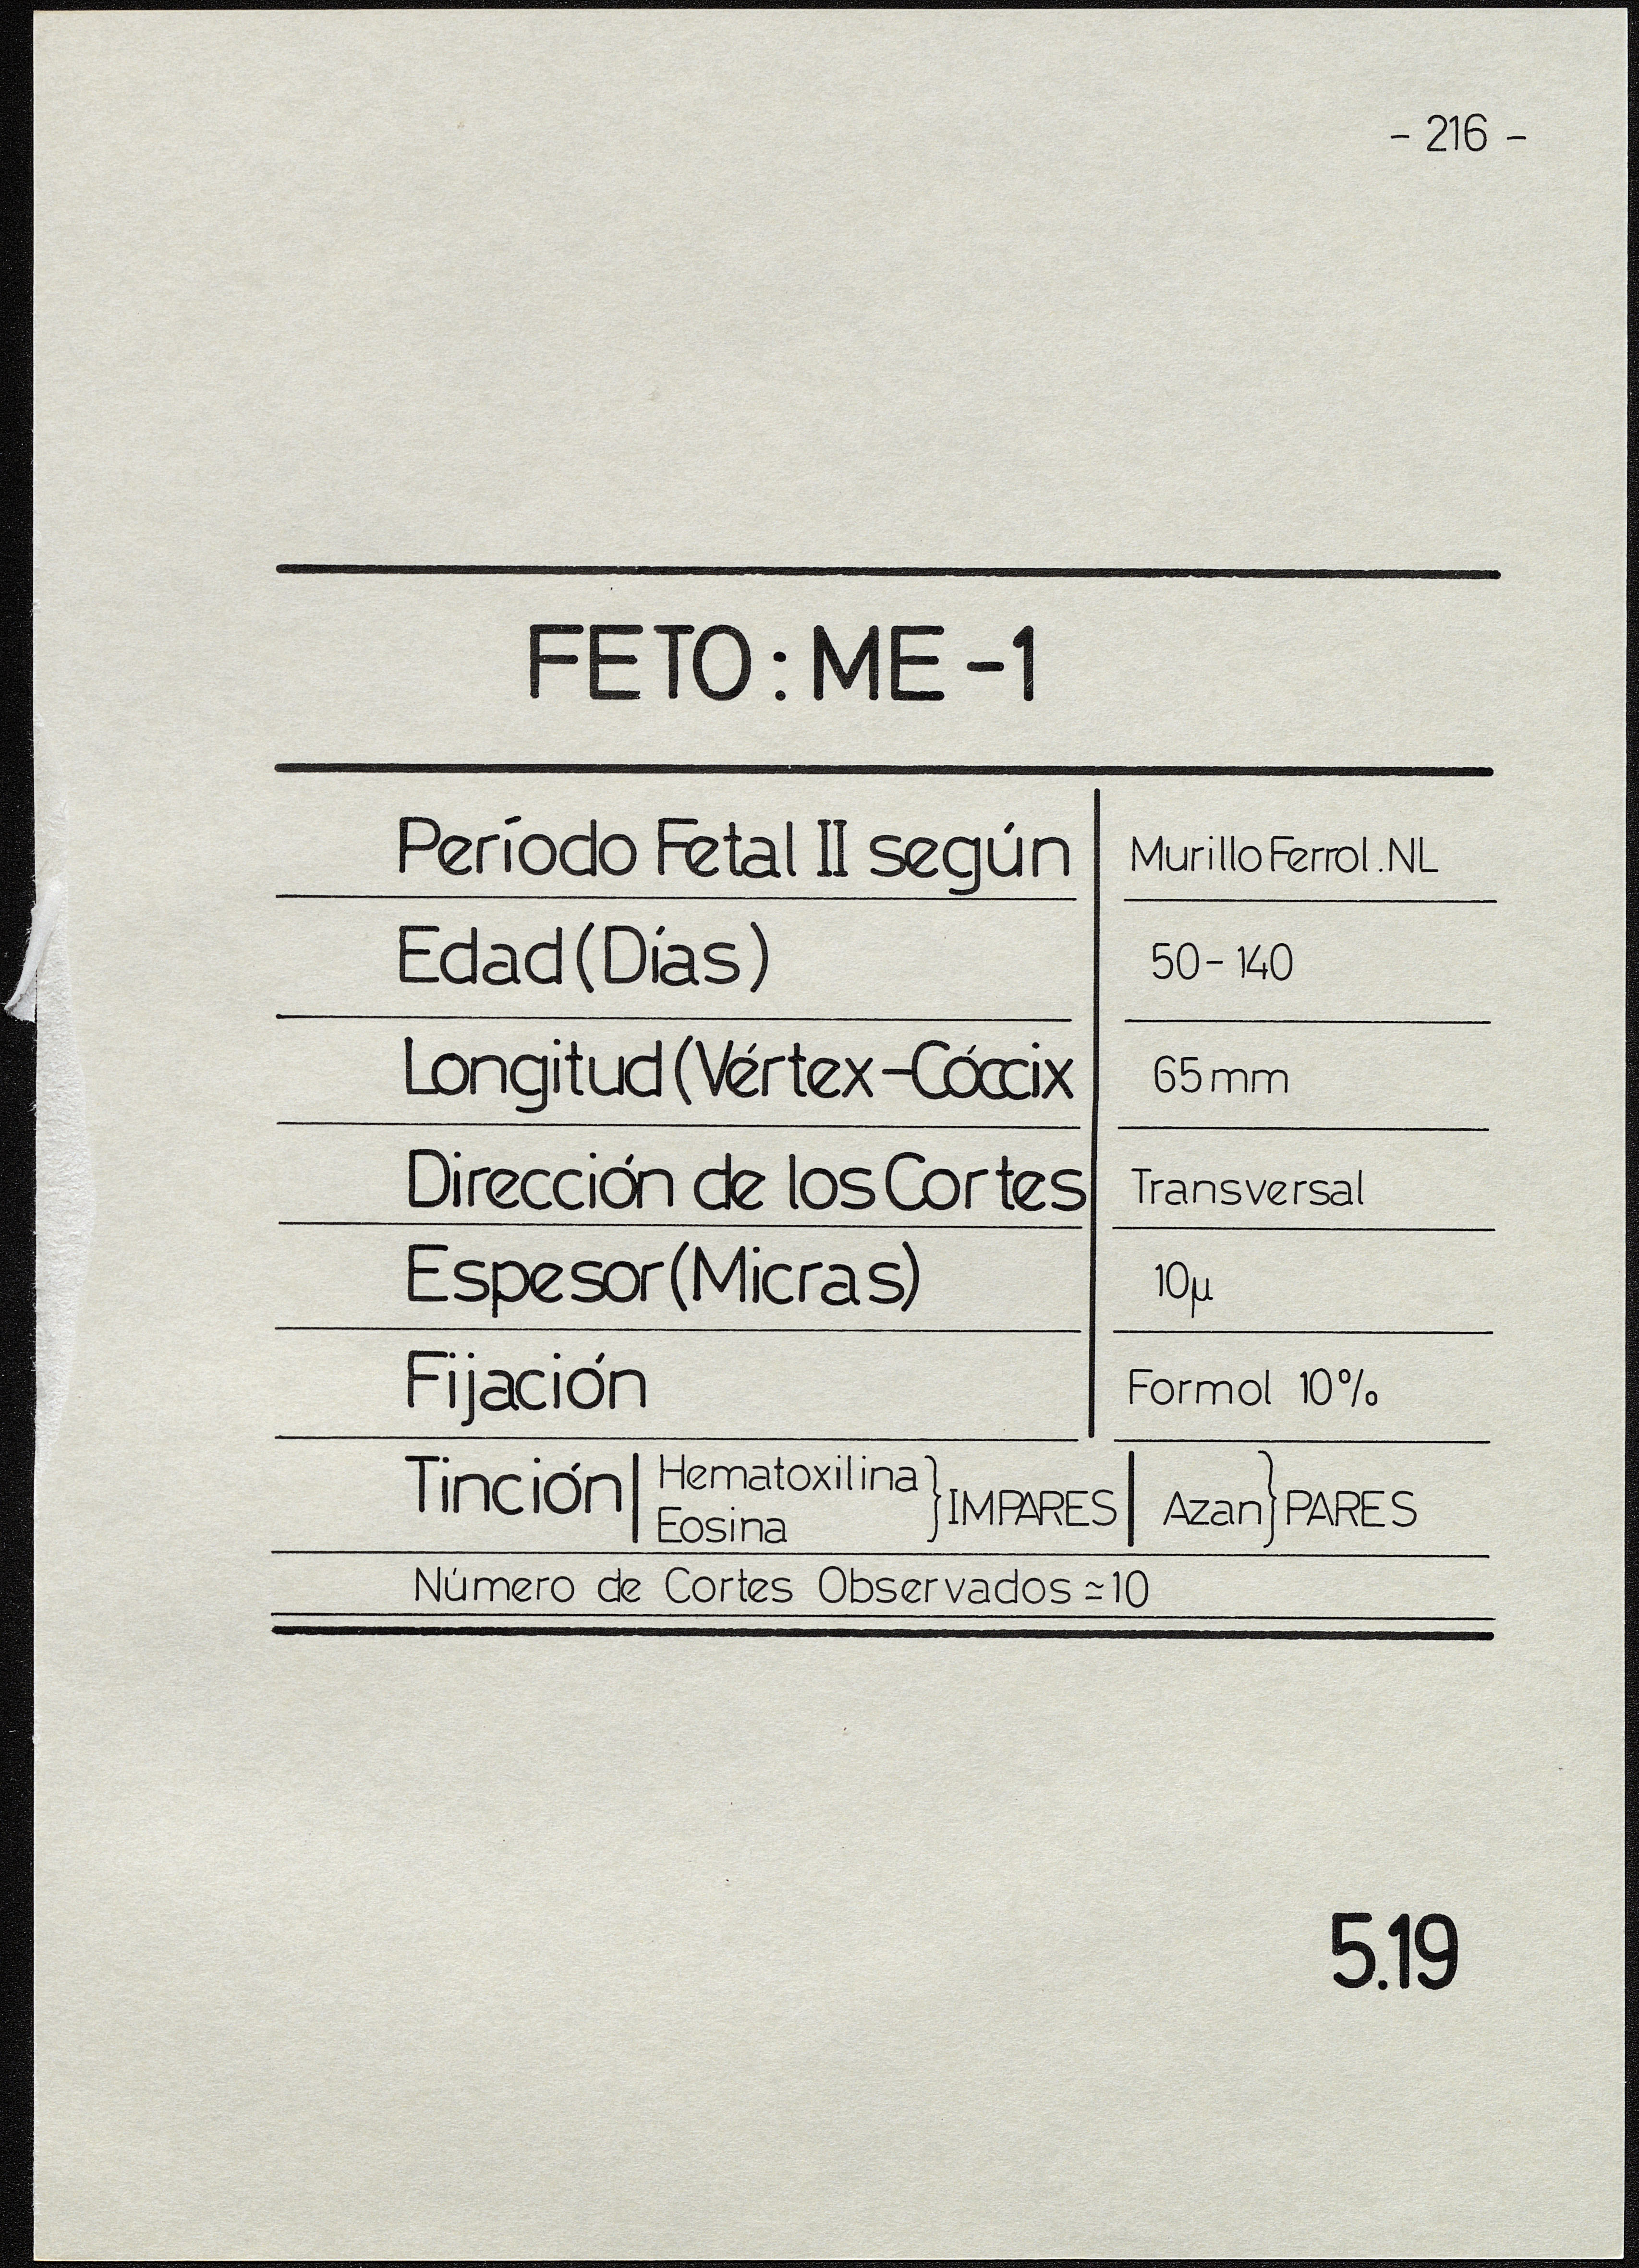 - 216 -
FETO: ME-1
Período Fetal II según Murillo Ferrol. NL
Edad (Días) 50-140
Longitud (Vértex-Cóccix 65mm
Dirección de los Cortes Transversal
Espesor (Micras) 10µ
Fijación Formol 10%
Tinción Hematoxilina Eosina } IMPARES Azan } PARES
Número de Cortes Observados ≃10
5.19